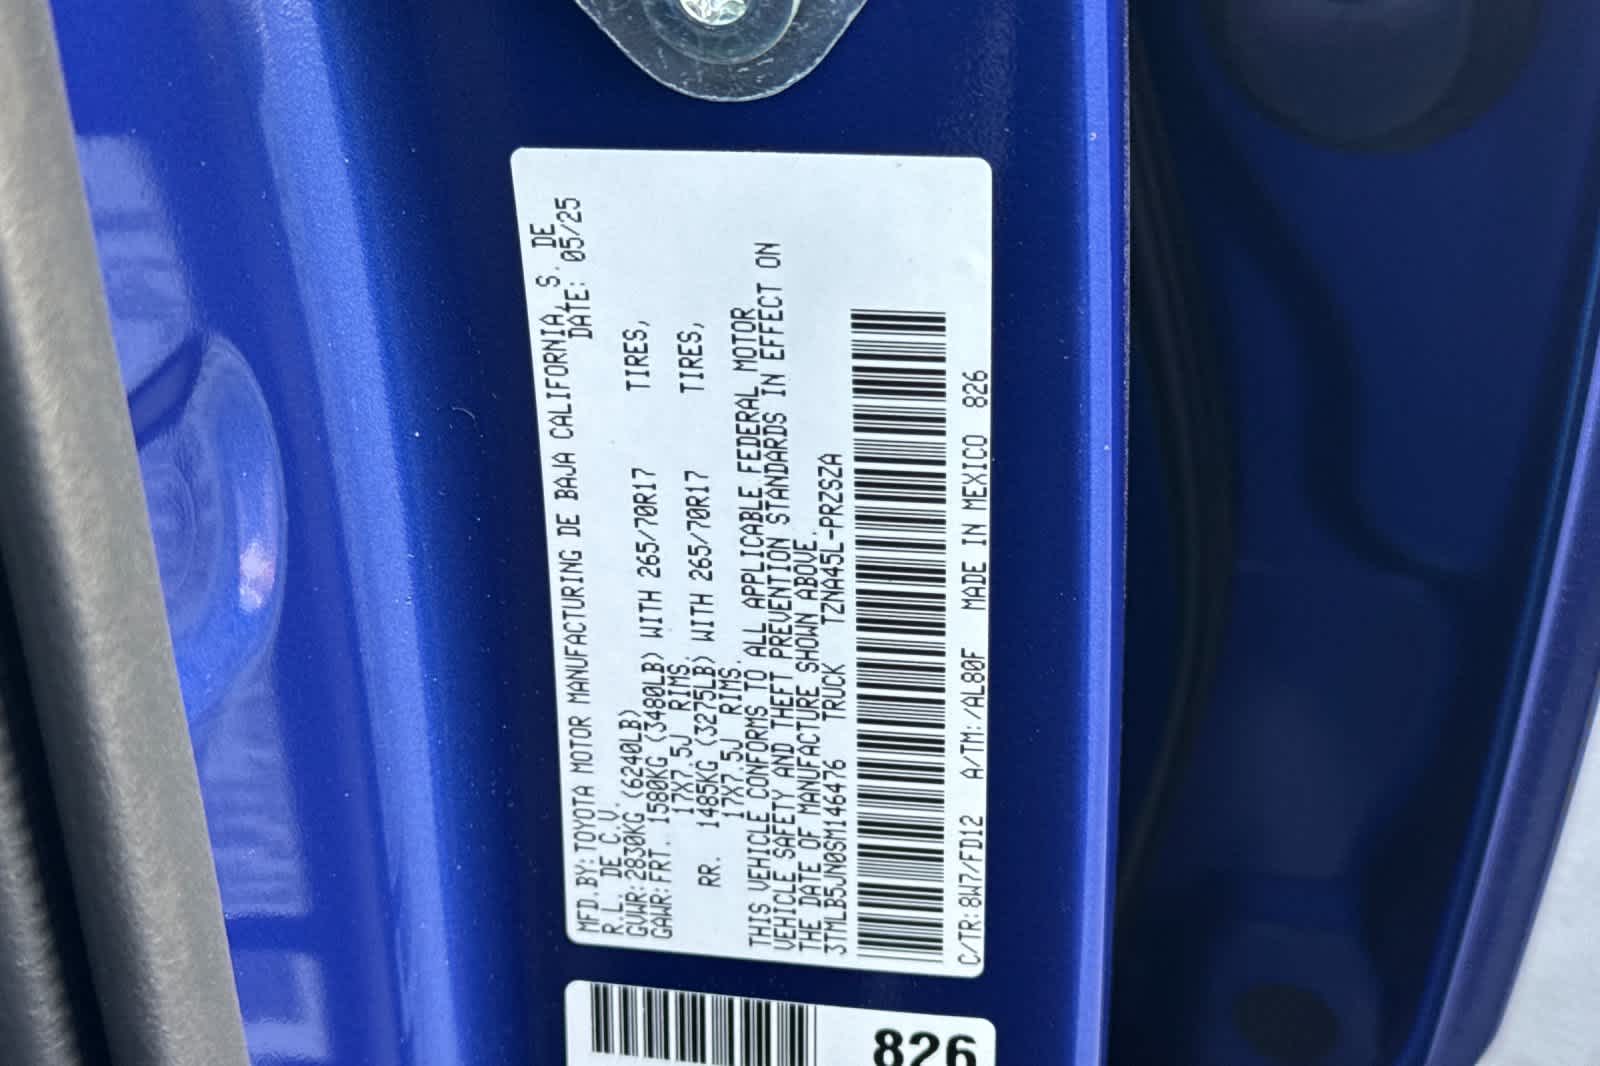 MFD.BY:TOYOTA MOTOR MANUFACTURING DE BAJA CALIFORNIA, S. DE
R.L. DE C.V. DATE: 05/25
GVWR:2830KG (6240LB)
GAWR:FRT. 1580KG (3480LB) WITH 265/70R17 TIRES,
17X7.5J RIMS.
RR. 1485KG (3275LB) WITH 265/70R17 TIRES,
17X7.5J RIMS.
THIS VEHICLE CONFORMS TO ALL APPLICABLE FEDERAL MOTOR
VEHICLE SAFETY AND THEFT PREVENTION STANDARDS IN EFFECT ON
THE DATE OF MANUFACTURE SHOWN ABOVE.
3TMLB5JN0SM146476 TRUCK TZNA45L-PRZSZA
C/TR:8W7/FD12 A/TM:/AL80F MADE IN MEXICO 826
826